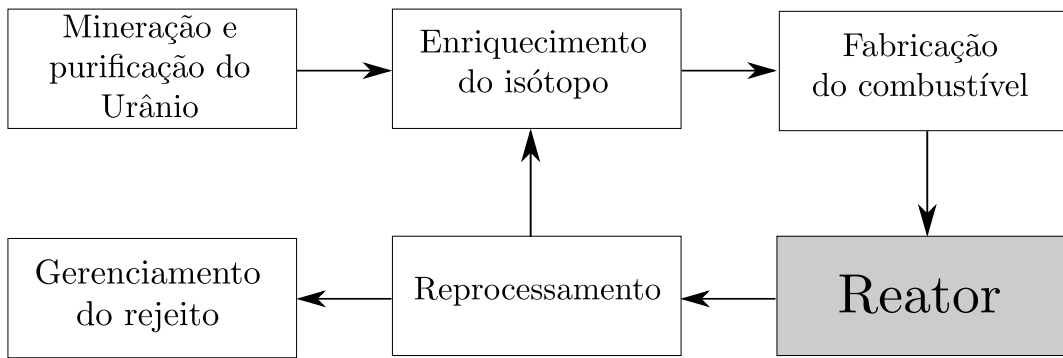 Mineração e
purificação do
Urânio
Enriquecimento
do isótopo
Fabricação
do combustível
Gerenciamento
do rejeito
Reprocessamento
Reator